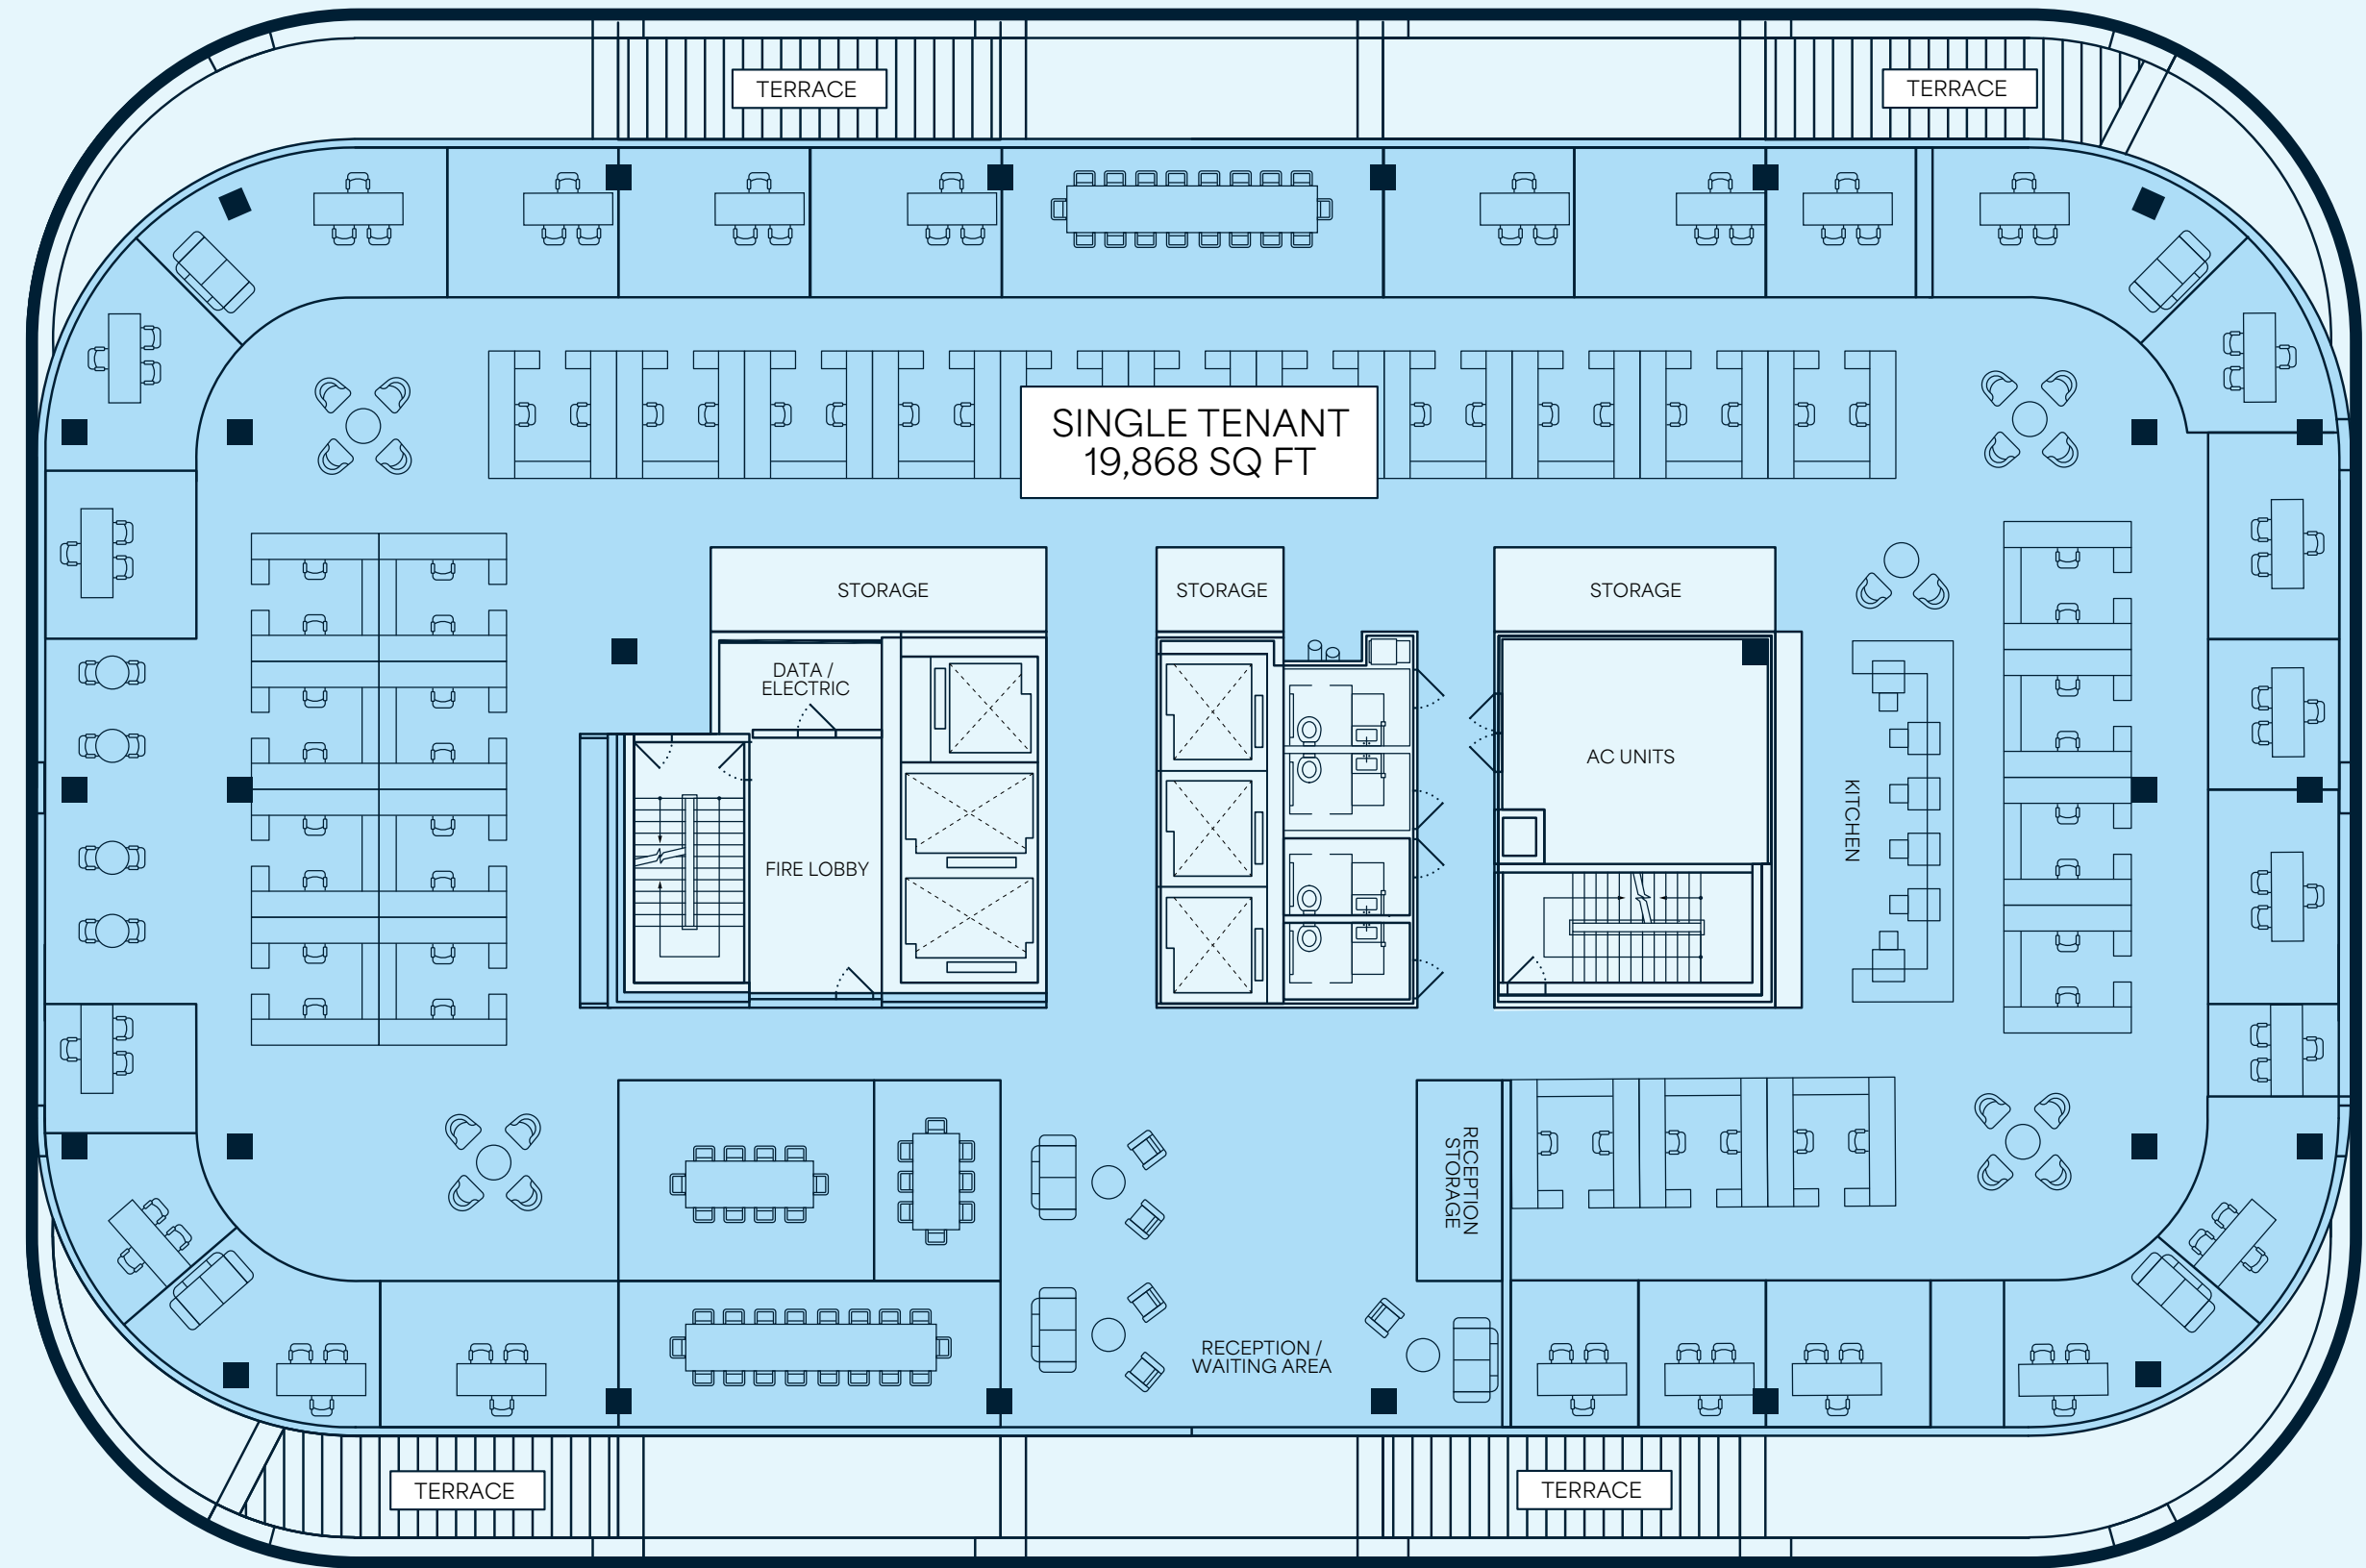 TERRACE
TERRACE
SINGLE TENANT
19,868 SQ FT
STORAGE
STORAGE
STORAGE
DATA /
ELECTRIC
AC UNITS
KITCHEN
FIRE LOBBY
RECEPTION
STORAGE
RECEPTION /
WAITING AREA
TERRACE
TERRACE